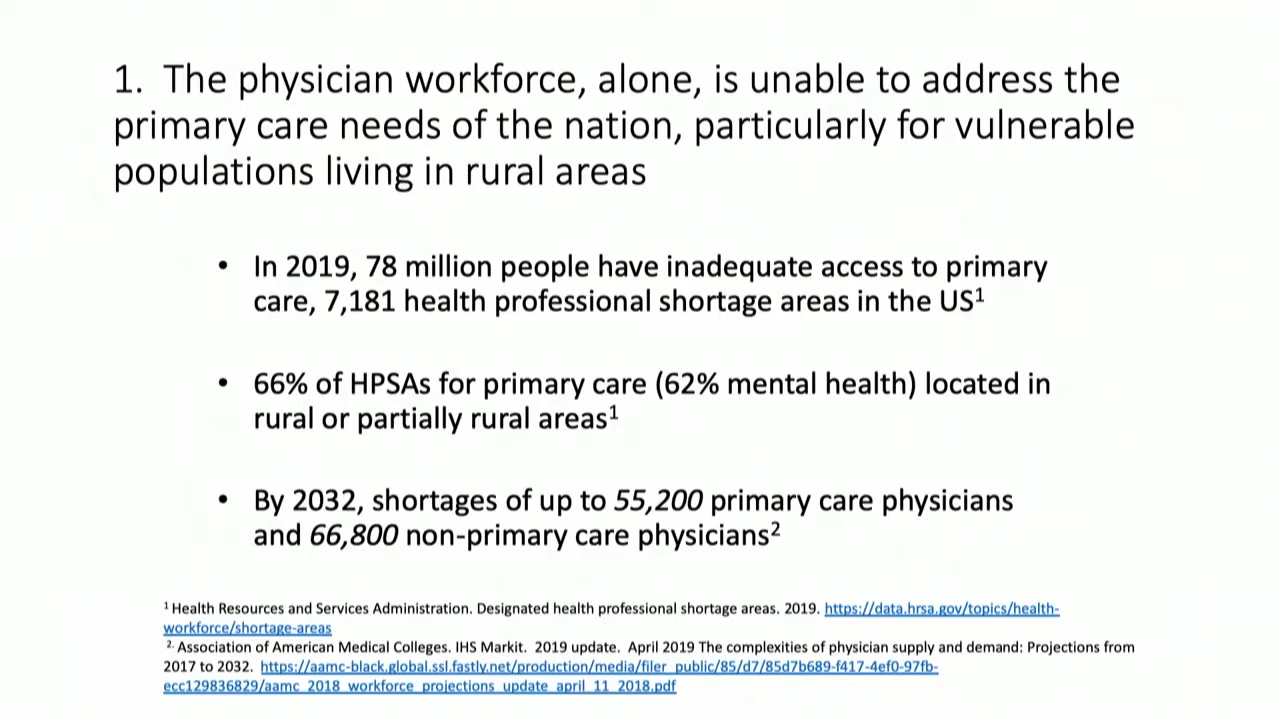 1. The physician workforce, alone, is unable to address the
primary care needs of the nation, particularly for vulnerable
populations living in rural areas
• In 2019, 78 million people have inadequate access to primary
care, 7,181 health professional shortage areas in the US1
• 66% of HPSAs for primary care (62% mental health) located in
rural or partially rural areas1
• By 2032, shortages of up to 55,200 primary care physicians
and 66,800 non-primary care physicians2
1 Health Resources and Services Administration. Designated health professional shortage areas. 2019. https://data.hrsa.gov/topics/health-
workforce/shortage-areas
2. Association of American Medical Colleges. IHS Markit. 2019 update. April 2019 The complexities of physician supply and demand: Projections from
2017 to 2032. https://aamc-black.global.ssl.fastly.net/production/media/filer_public/85/d7/85d7b689-f417-4ef0-97fb-
ecc129836829/aamc_2018_workforce_projections_update_april_11_2018.pdf